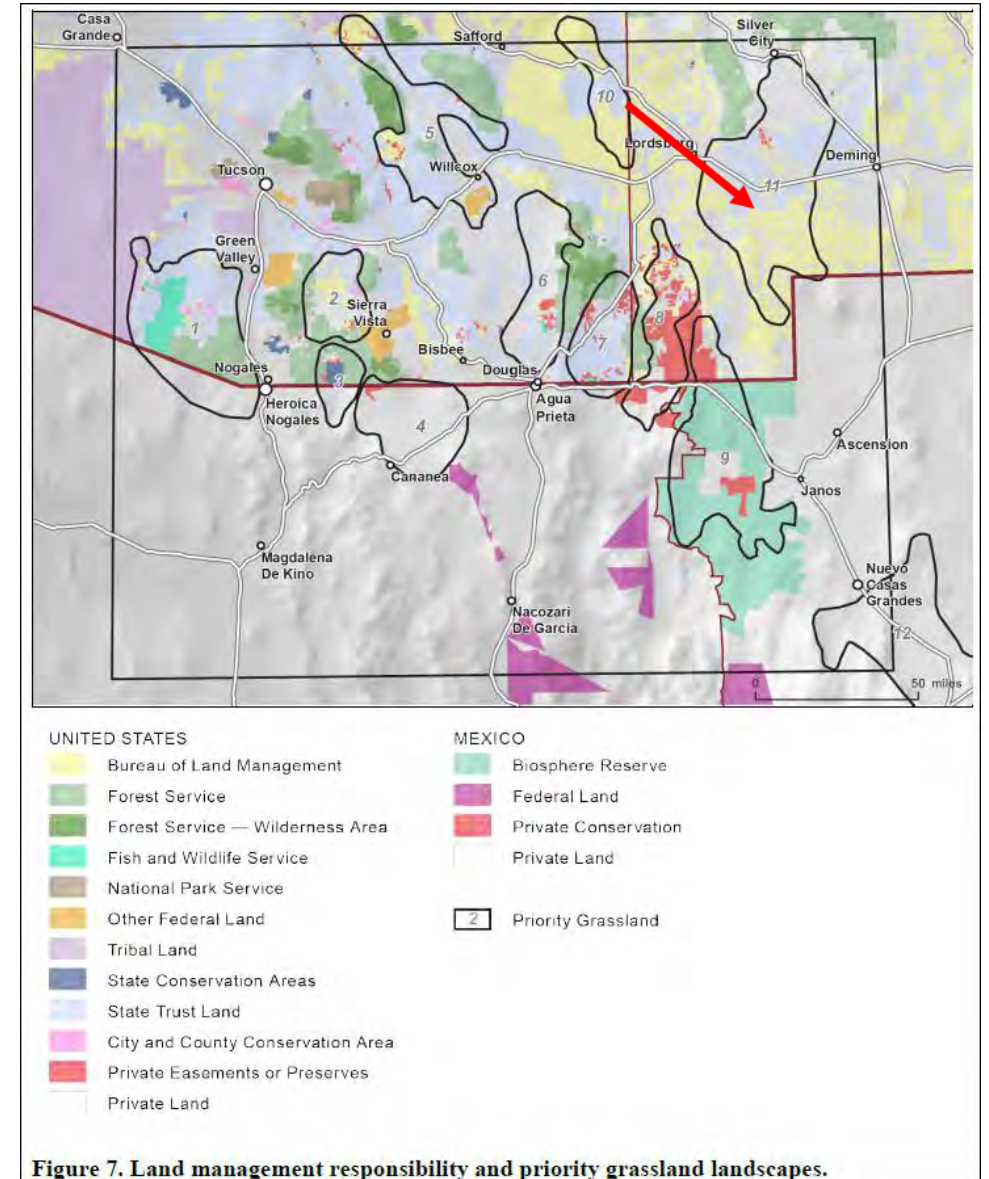 Casa
Grande
Safford
Silver
City
10
5
Lordsburg
Willcox
Deming
Tucson
11
Green
Valley
6
2
Sierra
Vista
8
1
7
Bisbee
Nogales
Douglas
3
Heroica
Nogales
Agua
Prieta
4
Ascension
9
Cananea
Janos
Magdalena
De Kino
Nuevo
Casas
Grandes
Nacozari
De Garcia
12
0
50 miles
UNITED STATES
Bureau of Land Management
Forest Service
Forest Service — Wilderness Area
Fish and Wildlife Service
National Park Service
Other Federal Land
Tribal Land
State Conservation Areas
State Trust Land
City and County Conservation Area
Private Easements or Preserves
Private Land
MEXICO
Biosphere Reserve
Federal Land
Private Conservation
Private Land
2 Priority Grassland
Figure 7. Land management responsibility and priority grassland landscapes.